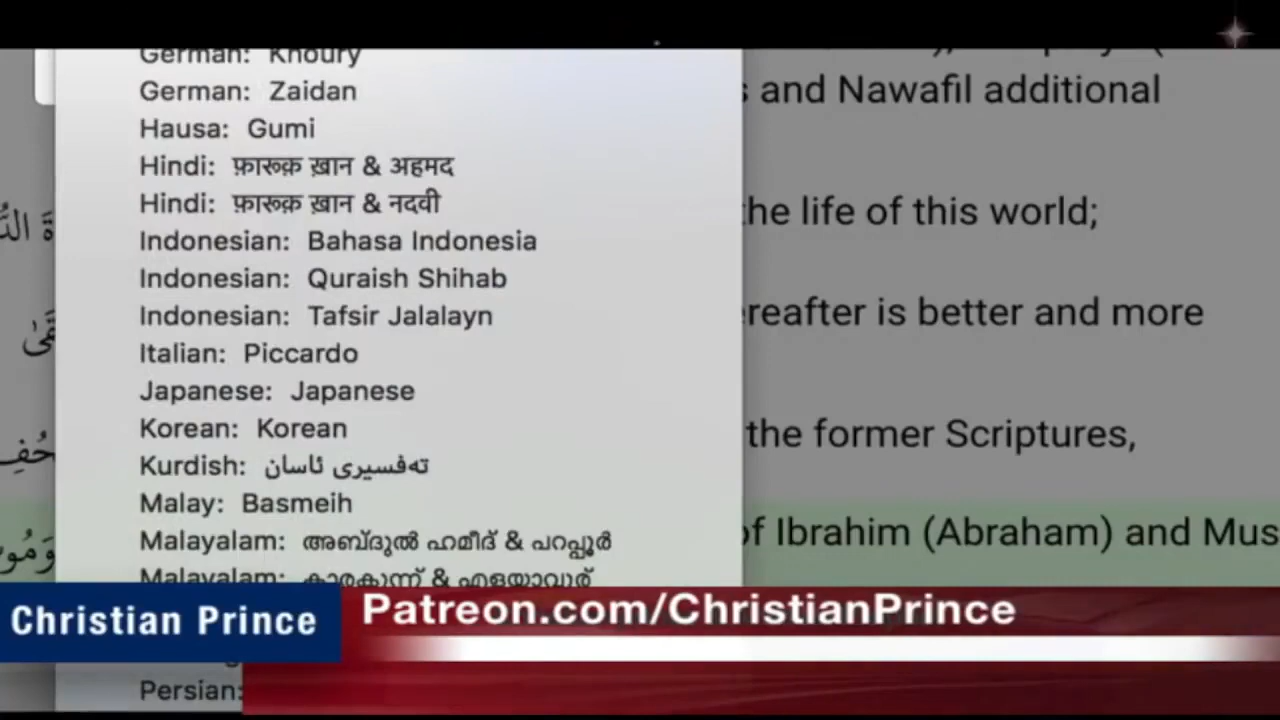 German: Khoury
German: Zaidan
Hausa: Gumi
Hindi: फ़ारूक़ ख़ान & अहमद
Hindi: फ़ारूक़ ख़ान & नदवी
Indonesian: Bahasa Indonesia
Indonesian: Quraish Shihab
Indonesian: Tafsir Jalalayn
Italian: Piccardo
Japanese: Japanese
Korean: Korean
Kurdish: تەفسیری ئاسان
Malay: Basmeih
Malayalam: അബ്ദുല്‍ ഹമീദ് & പറപ്പൂര്‍
Malayalam: കാരകുന്ന് & എളയാവൂര്
Persian:
and Nawafil additional
the life of this world;
ereafter is better and more
the former Scriptures,
of Ibrahim (Abraham) and Mus
Christian Prince
Patreon.com/ChristianPrince